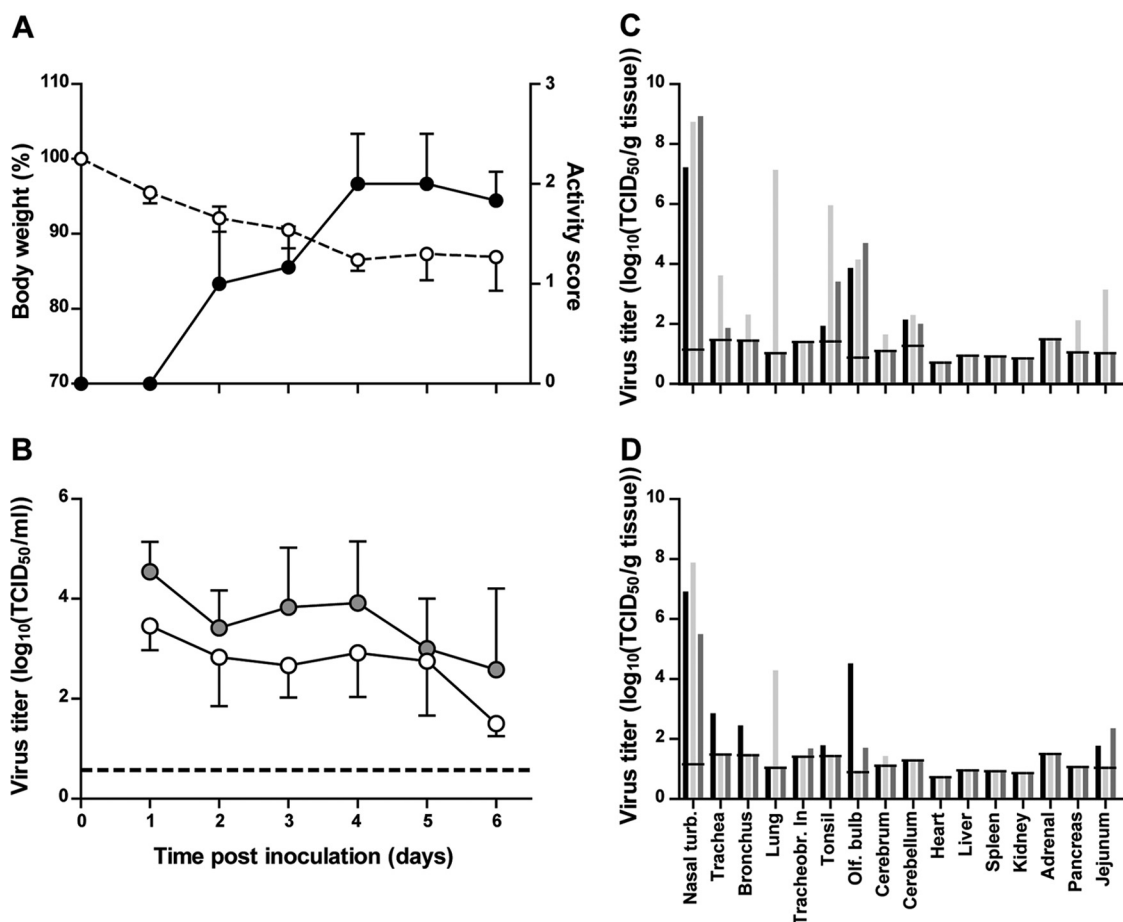 A
110
100
90
80
70
Body weight (%)
3
2
1
0
Activity score
B
6
4
2
0
Virus titer (log10(TCID50/ml))
0 1 2 3 4 5 6
Time post inoculation (days)
C
10
8
6
4
2
0
Virus titer (log10(TCID50/g tissue))
D
10
8
6
4
2
0
Virus titer (log10(TCID50/g tissue))
Nasal turb.
Trachea
Bronchus
Lung
Tracheobr. ln
Tonsil
Olf. bulb
Cerebrum
Cerebellum
Heart
Liver
Spleen
Kidney
Adrenal
Pancreas
Jejunum